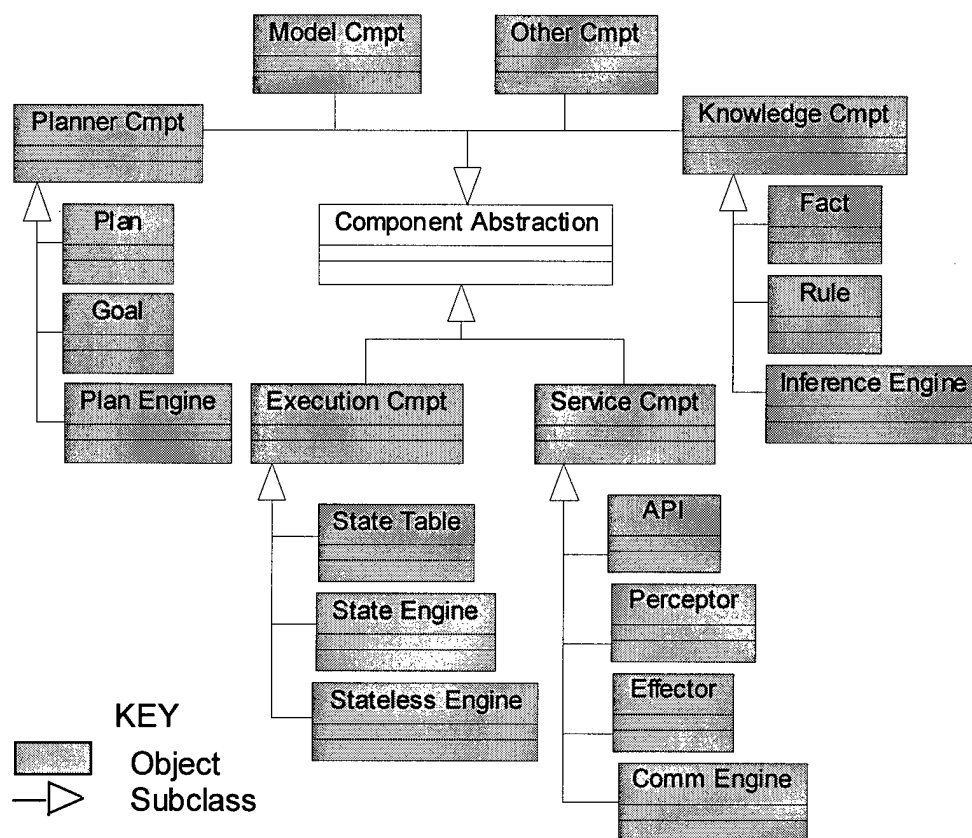 Model Cmpt
Other Cmpt
Planner Cmpt
Knowledge Cmpt
Plan
Fact
Component Abstraction
Goal
Rule
Plan Engine
Execution Cmpt
Service Cmpt
Inference Engine
State Table
API
State Engine
Perceptor
Stateless Engine
Effector
Comm Engine
KEY
Object
Subclass